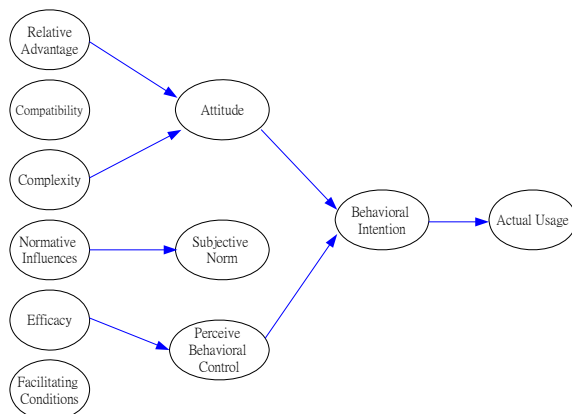 Relative
Advantage
Compatibility
Attitude
Complexity
Normative
Influences
Subjective
Norm
Behavioral
Intention
Actual Usage
Efficacy
Perceive
Behavioral
Control
Facilitating
Conditions